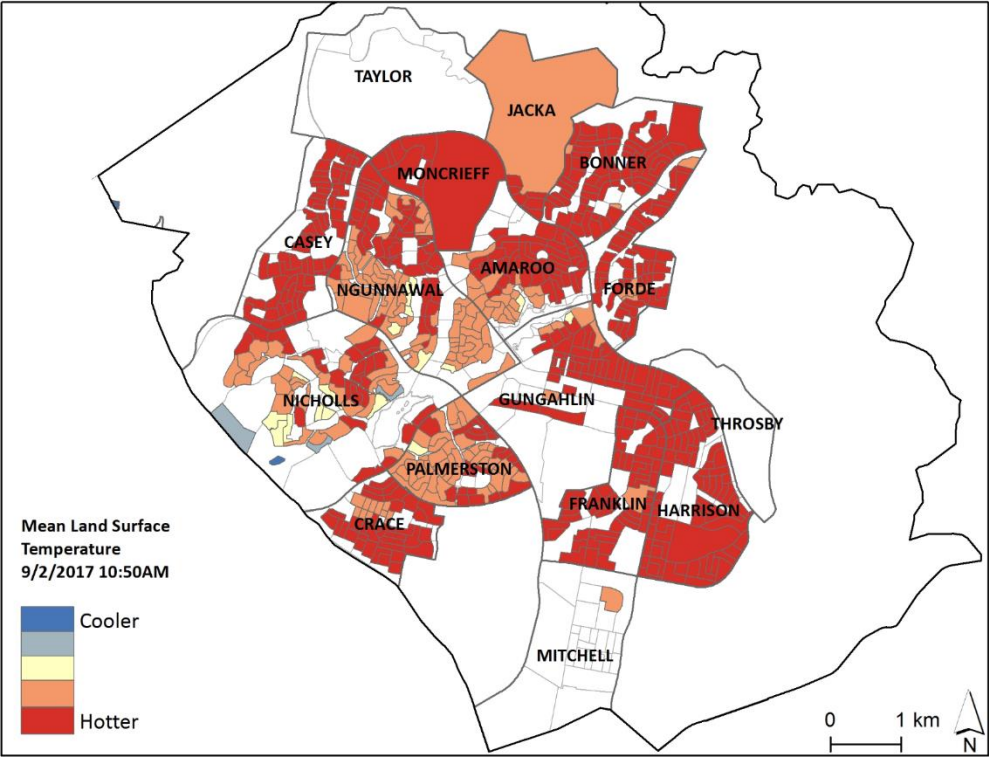 TAYLOR
JACKA
BONNER
MONCRIEFF
CASEY
AMAROO
NGUNNAWAL
FORDE
NICHOLLS
GUNGAHLIN
THROSBY
PALMERSTON
FRANKLIN
HARRISON
CRACE
MITCHELL
Mean Land Surface
Temperature
9/2/2017 10:50AM
Cooler
Hotter
0 1 km
N